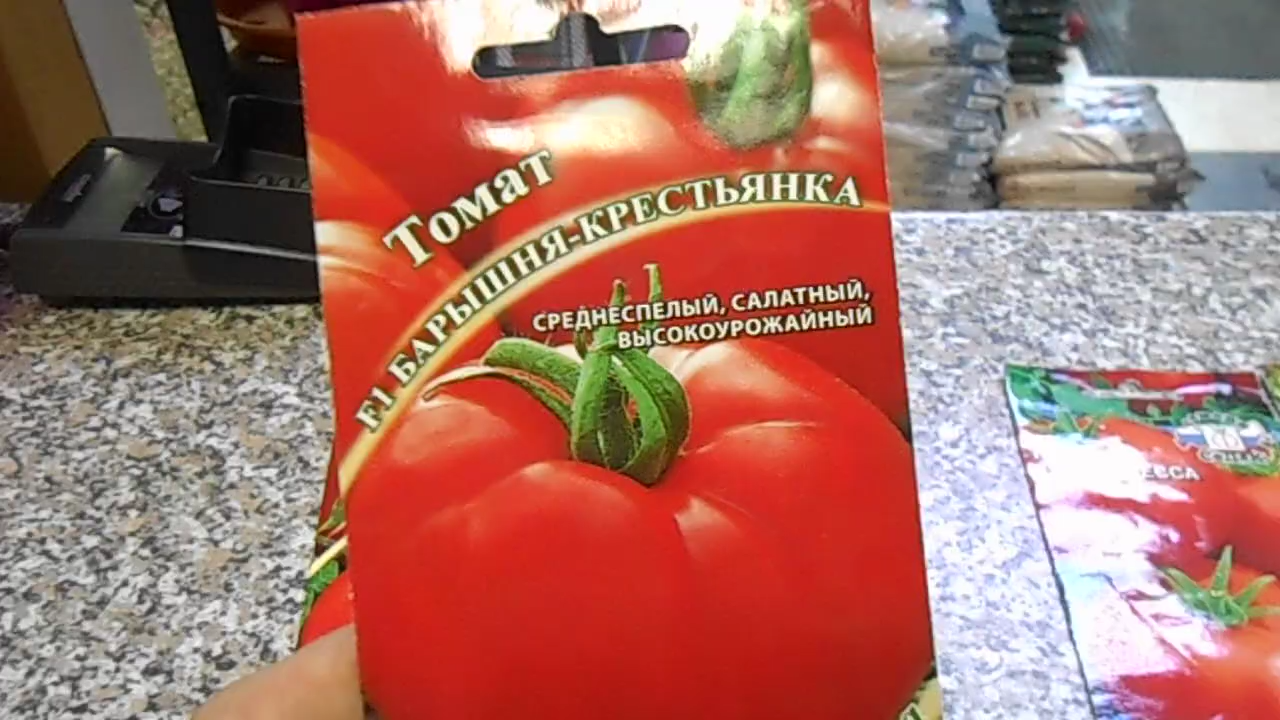 Томат
F1 БАРЫШНЯ-КРЕСТЬЯНКА
СРЕДНЕСПЕЛЫЙ, САЛАТНЫЙ,
ВЫСОКОУРОЖАЙНЫЙ